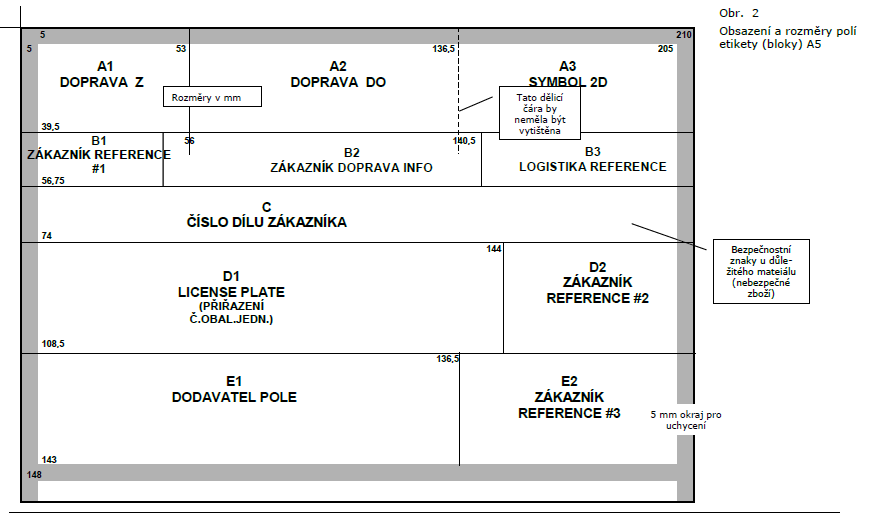 Obr. 2
Obsazení a rozměry polí
etikety (bloky) A5
5
210
5
53
136,5
205
A1
DOPRAVA Z
A2
DOPRAVA DO
A3
SYMBOL 2D
Rozměry v mm
Tato dělicí
čára by
neměla být
vytištěna
39,5
56
140,5
B1
ZÁKAZNÍK REFERENCE
#1
B2
ZÁKAZNÍK DOPRAVA INFO
B3
LOGISTIKA REFERENCE
56,75
C
ČÍSLO DÍLU ZÁKAZNÍKA
74
144
Bezpečnostní
znaky u důle-
žitého mateiálu
(nebezpečné
zboží)
D1
LICENSE PLATE
(PŘIŘAZENÍ
Č.OBAL.JEDN.)
D2
ZÁKAZNÍK
REFERENCE #2
108,5
136,5
E1
DODAVATEL POLE
E2
ZÁKAZNÍK
REFERENCE #3
5 mm okraj pro
uchycení
143
148